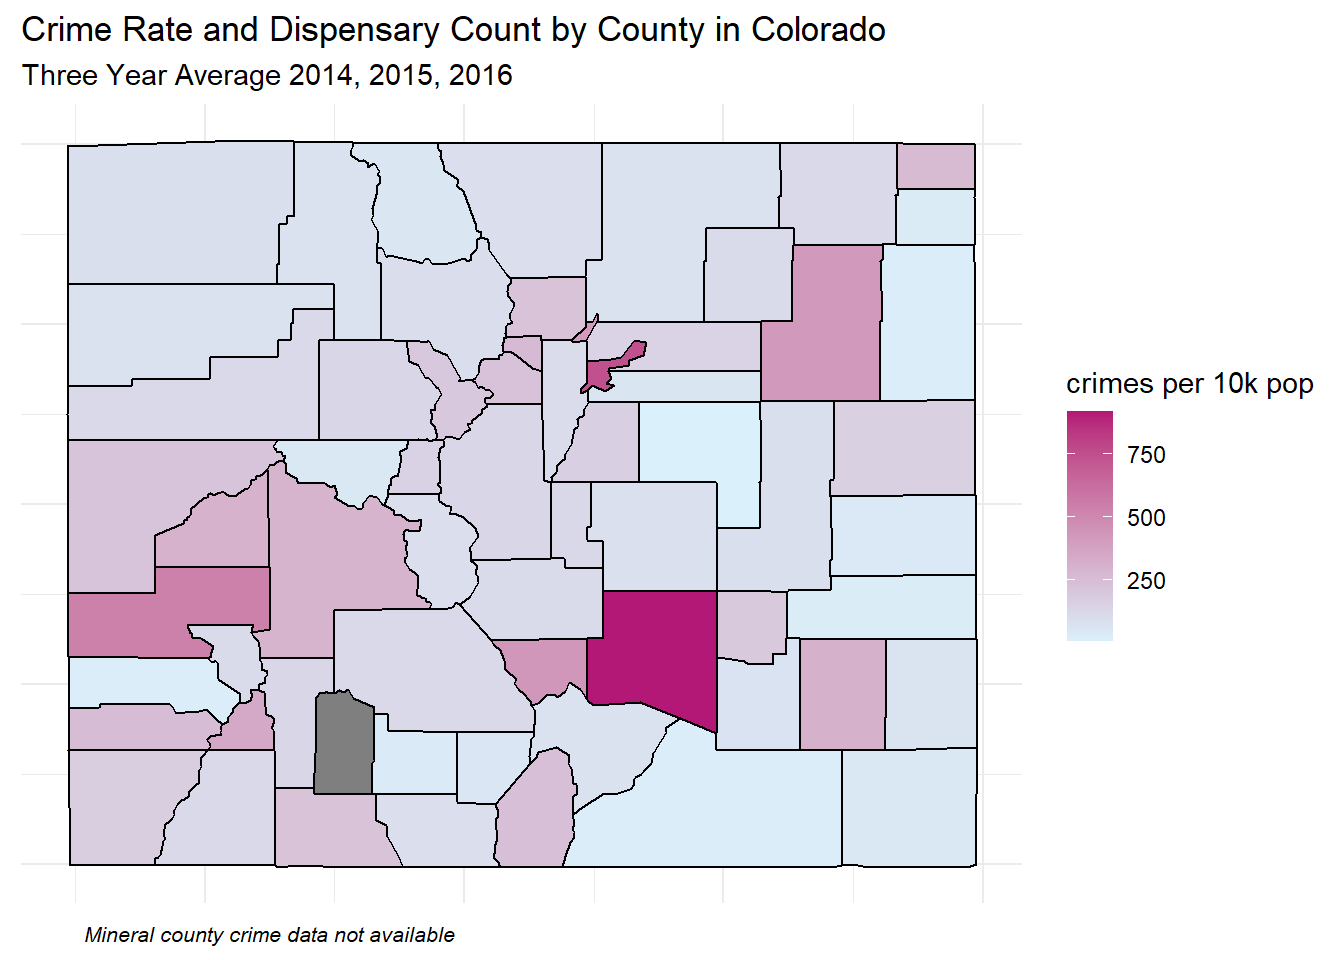 Crime Rate and Dispensary Count by County in Colorado
Three Year Average 2014, 2015, 2016
crimes per 10k pop
750
500
250
Mineral county crime data not available